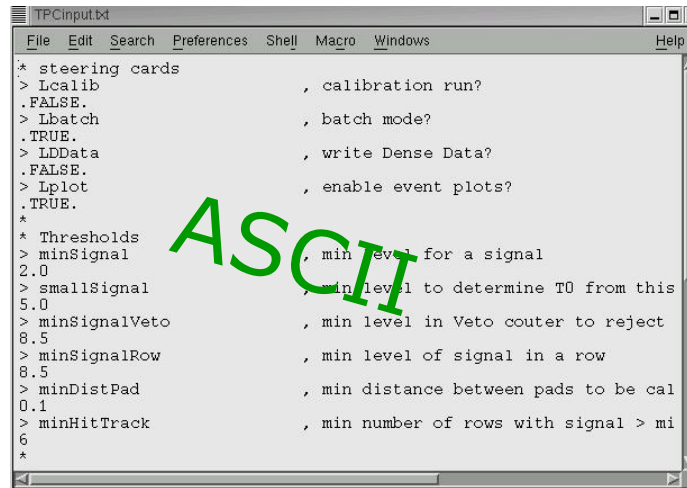 TPCinput.txt
File Edit Search Preferences Shell Macro Windows Help
* steering cards
> Lcalib , calibration run?
.FALSE.
> Lbatch , batch mode?
.TRUE.
> LDData , write Dense Data?
.FALSE.
> Lplot , enable event plots?
.TRUE.
*
* Thresholds
> minSignal , min level for a signal
2.0
> smallSignal , min level to determine T0 from this
5.0
> minSignalVeto , min level in Veto couter to reject
8.5
> minSignalRow , min level of signal in a row
8.5
> minDistPad , min distance between pads to be cal
0.1
> minHitTrack , min number of rows with signal > mi
6
*
ASCII